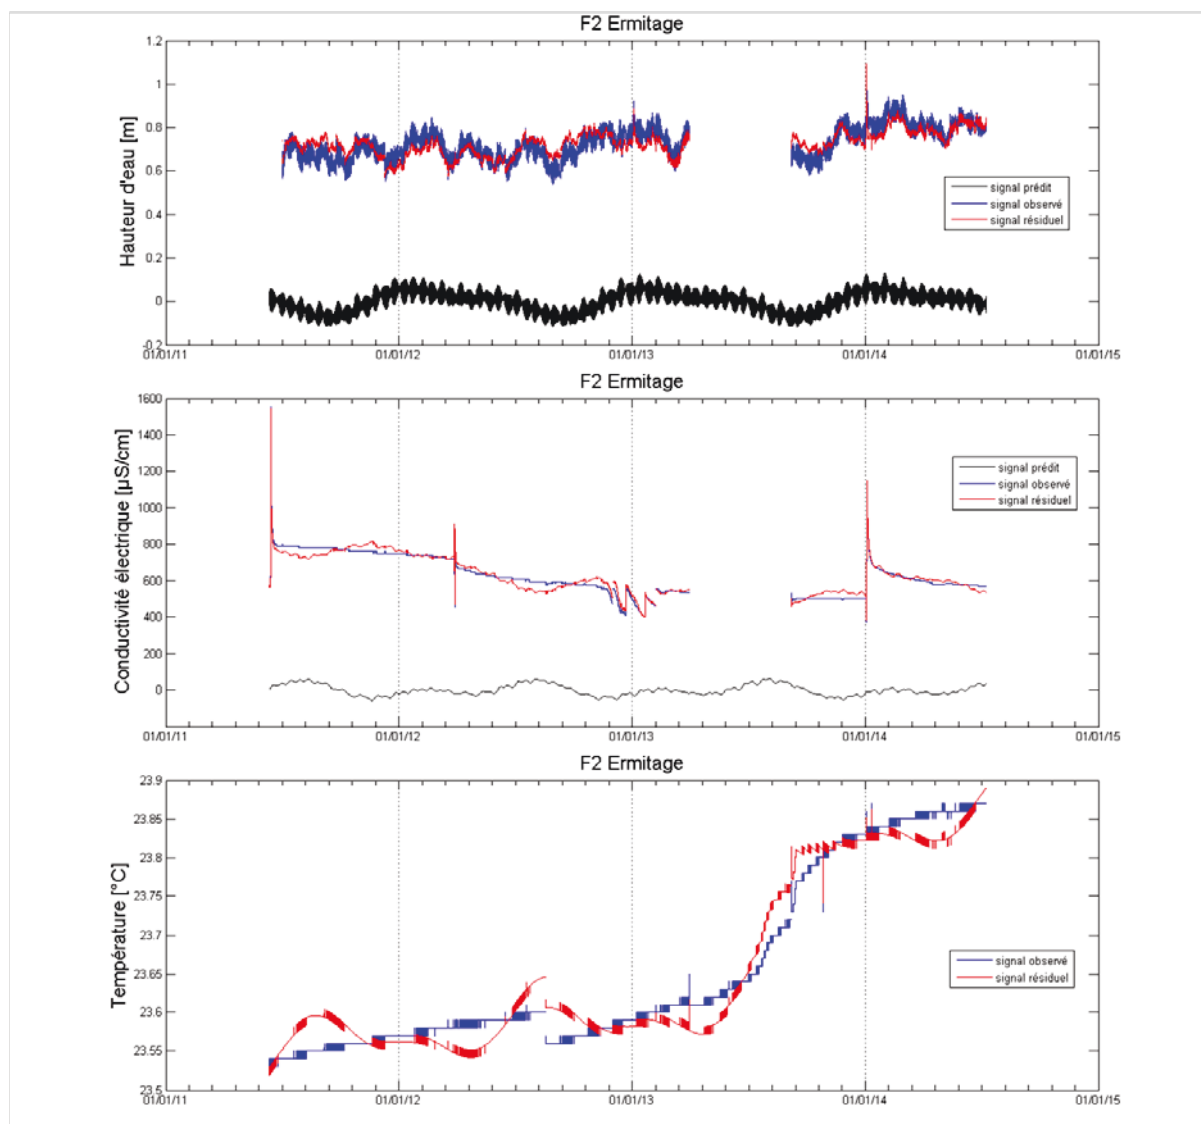 F2 Ermitage
Hauteur d'eau [m]
1.2
1
0.8
0.6
0.4
0.2
0
-0.2
signal prédit
signal observé
signal résiduel
01/01/11
01/01/12
01/01/13
01/01/14
01/01/15
F2 Ermitage
Conductivité électrique [µS/cm]
1600
1400
1200
1000
800
600
400
200
0
signal prédit
signal observé
signal résiduel
01/01/11
01/01/12
01/01/13
01/01/14
01/01/15
F2 Ermitage
Température [°C]
23.9
23.85
23.8
23.75
23.7
23.65
23.6
23.55
23.5
signal observé
signal résiduel
01/01/11
01/01/12
01/01/13
01/01/14
01/01/15